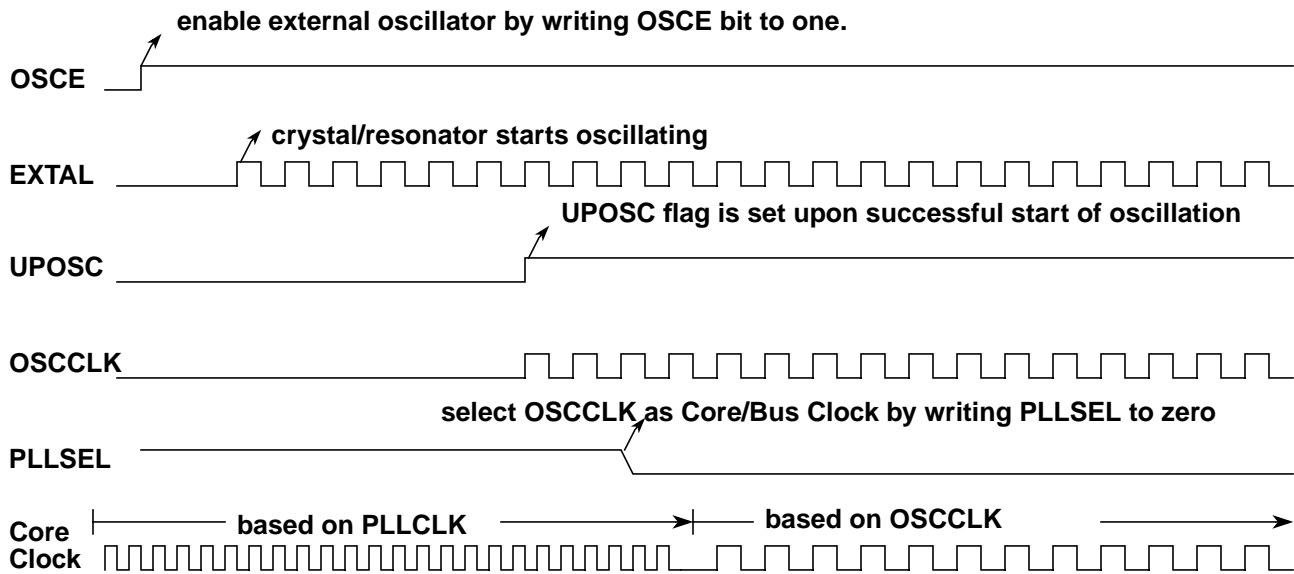 enable external oscillator by writing OSCE bit to one.
OSCE
crystal/resonator starts oscillating
EXTAL
UPOSC flag is set upon successful start of oscillation
UPOSC
OSCCLK
select OSCCLK as Core/Bus Clock by writing PLLSEL to zero
PLLSEL
based on PLLCLK
based on OSCCLK
Core
Clock